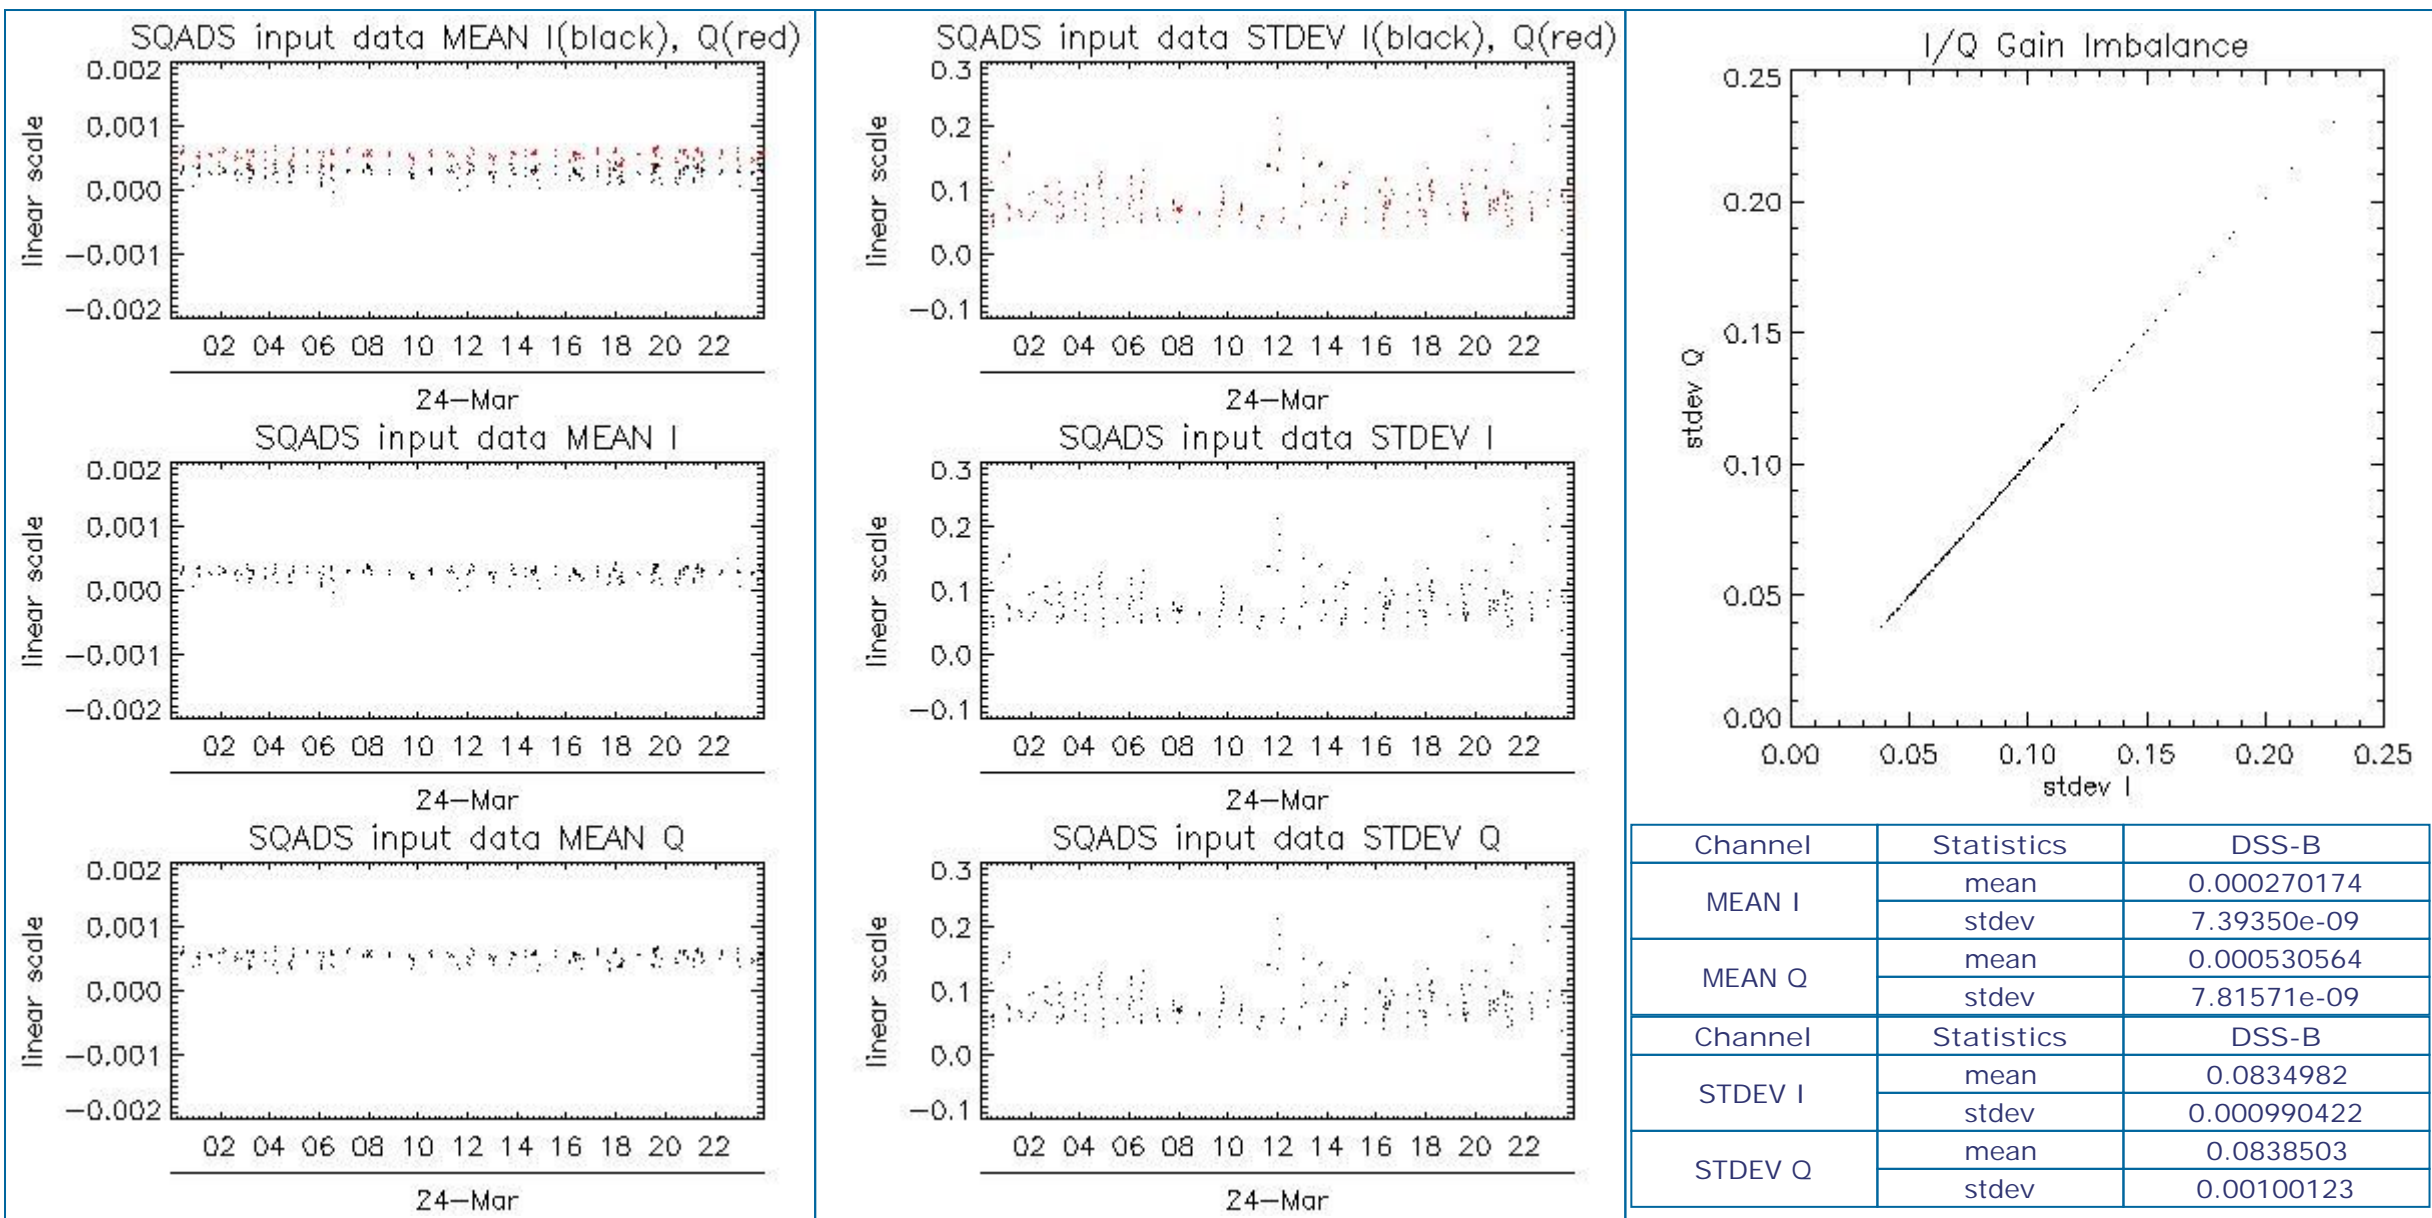 SQADS input data MEAN I(black), Q(red)
0.002
0.001
0.000
-0.001
-0.002
linear scale
02 04 06 08 10 12 14 16 18 20 22
24-Mar
SQADS input data MEAN I
0.002
0.001
0.000
-0.001
-0.002
linear scale
02 04 06 08 10 12 14 16 18 20 22
24-Mar
SQADS input data MEAN Q
0.002
0.001
0.000
-0.001
-0.002
linear scale
02 04 06 08 10 12 14 16 18 20 22
24-Mar
SQADS input data STDEV I(black), Q(red)
0.3
0.2
0.1
0.0
-0.1
linear scale
02 04 06 08 10 12 14 16 18 20 22
24-Mar
SQADS input data STDEV I
0.3
0.2
0.1
0.0
-0.1
linear scale
02 04 06 08 10 12 14 16 18 20 22
24-Mar
SQADS input data STDEV Q
0.3
0.2
0.1
0.0
-0.1
linear scale
02 04 06 08 10 12 14 16 18 20 22
24-Mar
I/Q Gain Imbalance
0.25
0.20
0.15
0.10
0.05
0.00
stdev Q
0.00 0.05 0.10 0.15 0.20 0.25
stdev I
Channel Statistics DSS-B
MEAN I mean 0.000270174
stdev 7.39350e-09
MEAN Q mean 0.000530564
stdev 7.81571e-09
Channel Statistics DSS-B
STDEV I mean 0.0834982
stdev 0.000990422
STDEV Q mean 0.0838503
stdev 0.00100123